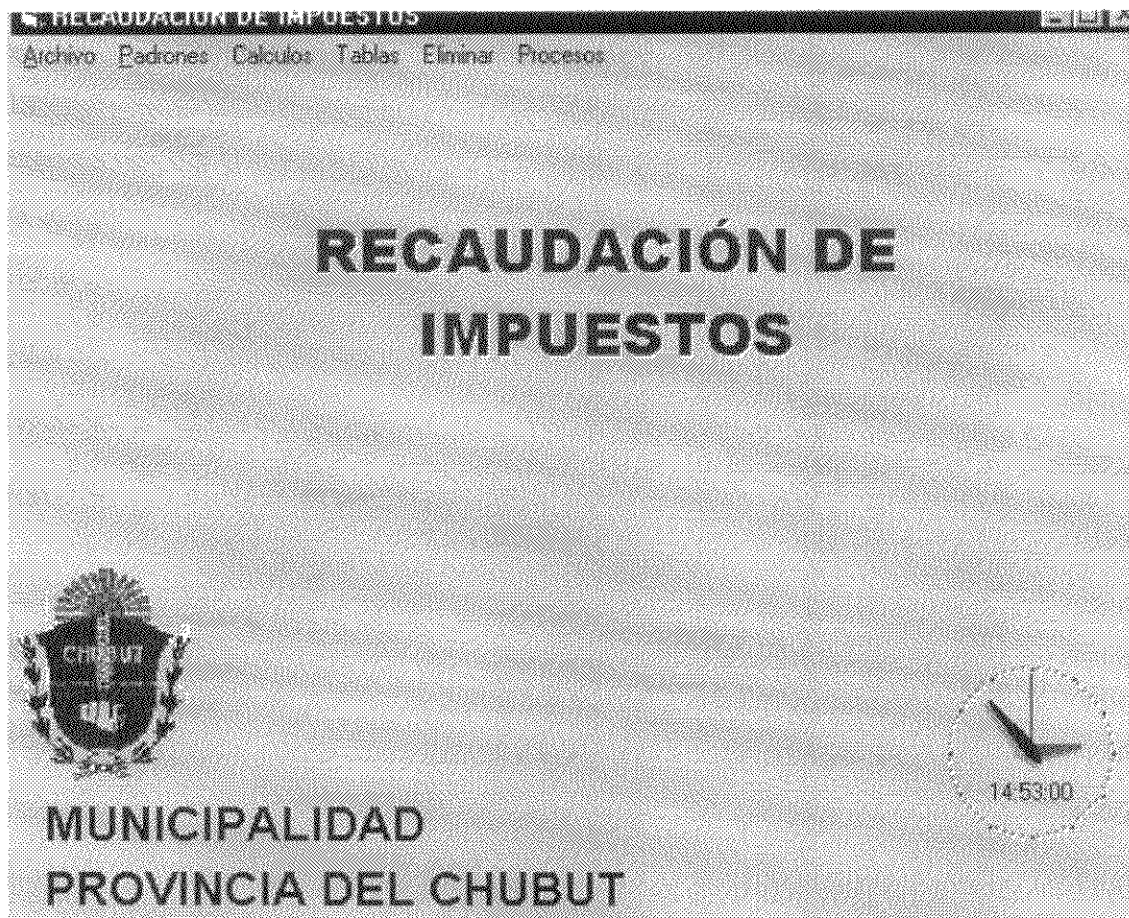 RECAUDACION DE IMPUESTOS
Archivo Padrones Calculos Tablas Eliminar Procesos
RECAUDACIÓN DE
IMPUESTOS
CHUBUT
14:53:00
MUNICIPALIDAD
PROVINCIA DEL CHUBUT